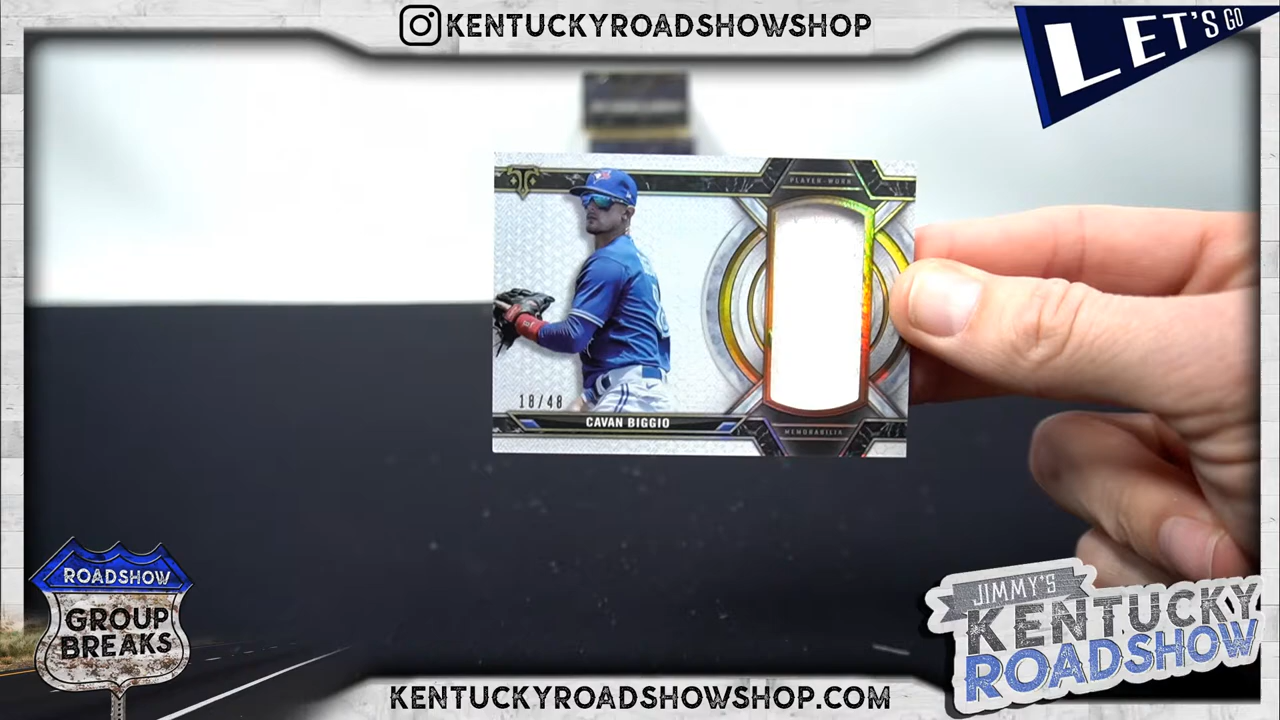 KENTUCKYROADSHOWSHOP
LET'S GO
PLAYER-WORN
18/48
CAVAN BIGGIO
MEMORABILIA
ROADSHOW
GROUP
BREAKS
JIMMY'S
KENTUCKY
ROADSHOW
KENTUCKYROADSHOWSHOP.COM